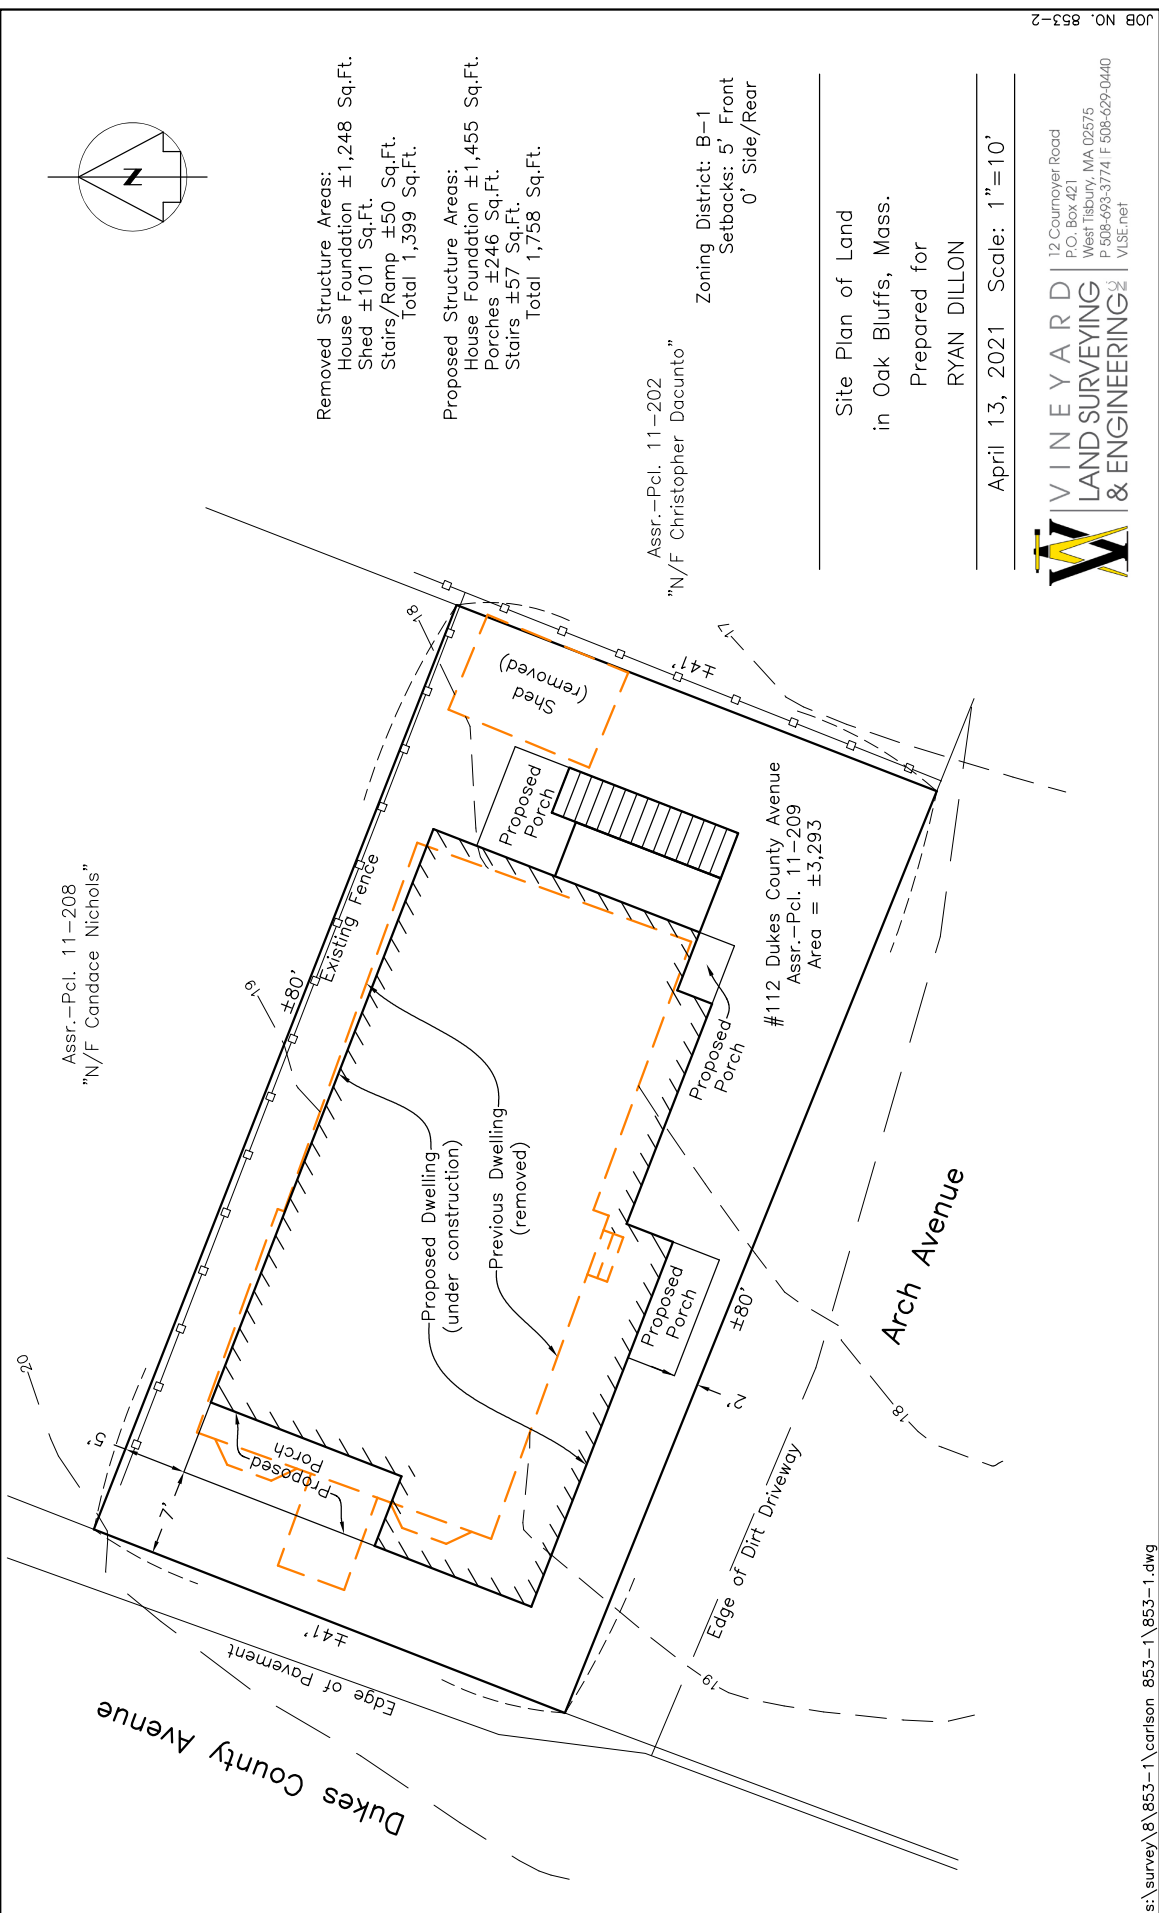 JOB NO. 853-2
Removed Structure Areas:
House Foundation ±1,248 Sq.Ft.
Shed ±101 Sq.Ft.
Stairs/Ramp ±50 Sq.Ft.
Total 1,399 Sq.Ft.
Proposed Structure Areas:
House Foundation ±1,455 Sq.Ft.
Porches ±246 Sq.Ft.
Stairs ±57 Sq.Ft.
Total 1,758 Sq.Ft.
Zoning District: B-1
Setbacks: 5' Front
0' Side/Rear
Site Plan of Land
in Oak Bluffs, Mass.
Prepared for
RYAN DILLON
April 13, 2021 Scale: 1"=10'
VINEYARD
LAND SURVEYING
& ENGINEERING
12 Cournoyer Road
P.O. Box 421
West Tisbury, MA 02575
P 508-693-3774 | F 508-629-0440
VLSE.net
N
Assr.-Pcl. 11-208
"N/F Candace Nichols"
Assr.-Pcl. 11-202
"N/F Christopher Dacunto"
20
19
18
17
±80'
Existing Fence
Shed
(removed)
±41'
Proposed
Porch
#112 Dukes County Avenue
Assr.-Pcl. 11-209
Area = ±3,293
Proposed Dwelling
(under construction)
Previous Dwelling
(removed)
Proposed
Porch
Proposed
Porch
Proposed
Porch
5'
7'
2'
±80'
±41'
Edge of Pavement
Dukes County Avenue
Edge of Dirt Driveway
Arch Avenue
18
19
s:\survey\8\853-1\carlson 853-1\853-1.dwg